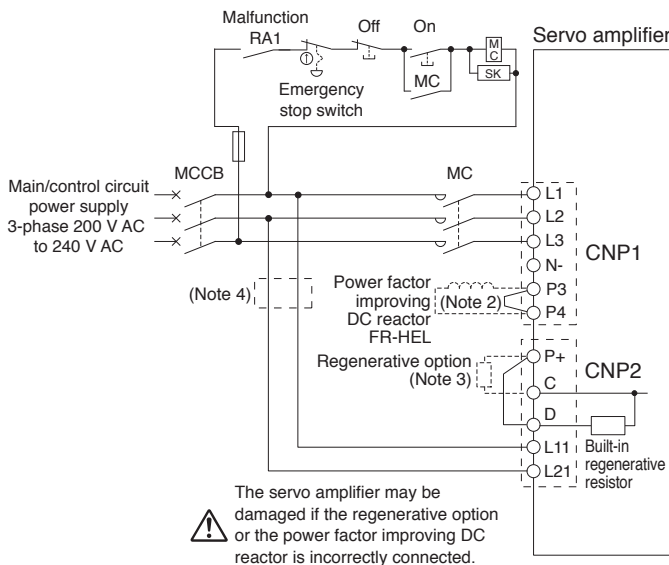 Malfunction
RA1
Off
On
MC
SK
MC
Emergency
stop switch
Servo amplifier
MCCB
MC
Main/control circuit
power supply
3-phase 200 V AC
to 240 V AC
L1
L2
L3
N-
P3
P4
CNP1
(Note 4)
Power factor
improving
DC reactor
FR-HEL
(Note 2)
Regenerative option
(Note 3)
P+
C
D
L11
L21
CNP2
Built-in
regenerative
resistor
The servo amplifier may be
damaged if the regenerative option
or the power factor improving DC
reactor is incorrectly connected.